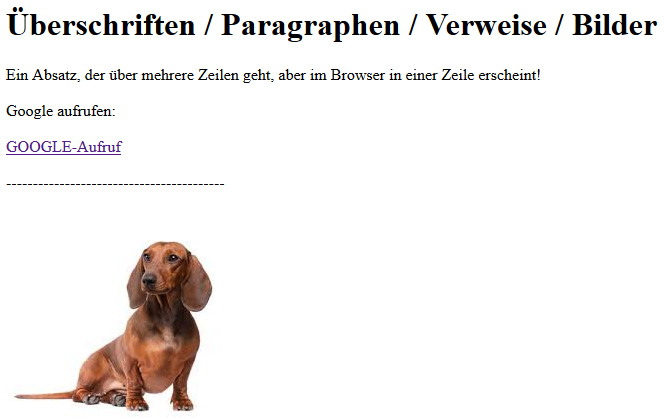 Überschriften / Paragraphen / Verweise / Bilder
Ein Absatz, der über mehrere Zeilen geht, aber im Browser in einer Zeile erscheint!
Google aufrufen:
GOOGLE-Aufruf
-----------------------------------------